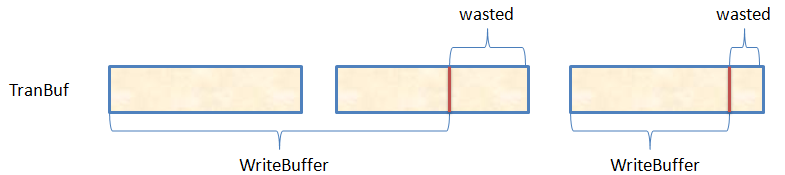 wasted
wasted
TranBuf
WriteBuffer
WriteBuffer